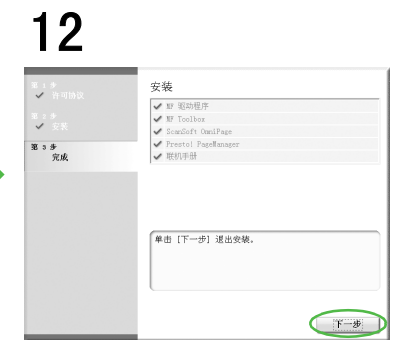 12
第 1 步
许可协议
第 2 步
安装
第 3 步
完成
安装
MF 驱动程序
MF Toolbox
ScanSoft OmniPage
Presto! PageManager
联机手册
单击 [下一步] 退出安装。
下一步